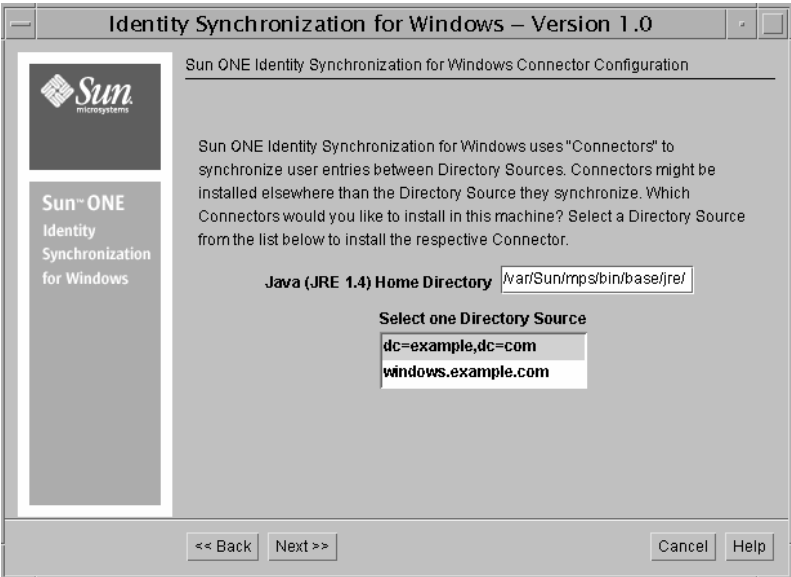 Identity Synchronization for Windows – Version 1.0
Sun
microsystems
Sun™ ONE
Identity
Synchronization
for Windows
Sun ONE Identity Synchronization for Windows Connector Configuration
Sun ONE Identity Synchronization for Windows uses "Connectors" to
synchronize user entries between Directory Sources. Connectors might be
installed elsewhere than the Directory Source they synchronize. Which
Connectors would you like to install in this machine? Select a Directory Source
from the list below to install the respective Connector.
Java (JRE 1.4) Home Directory /var/Sun/mps/bin/base/jre/
Select one Directory Source
dc=example,dc=com
windows.example.com
<< Back Next >> Cancel Help